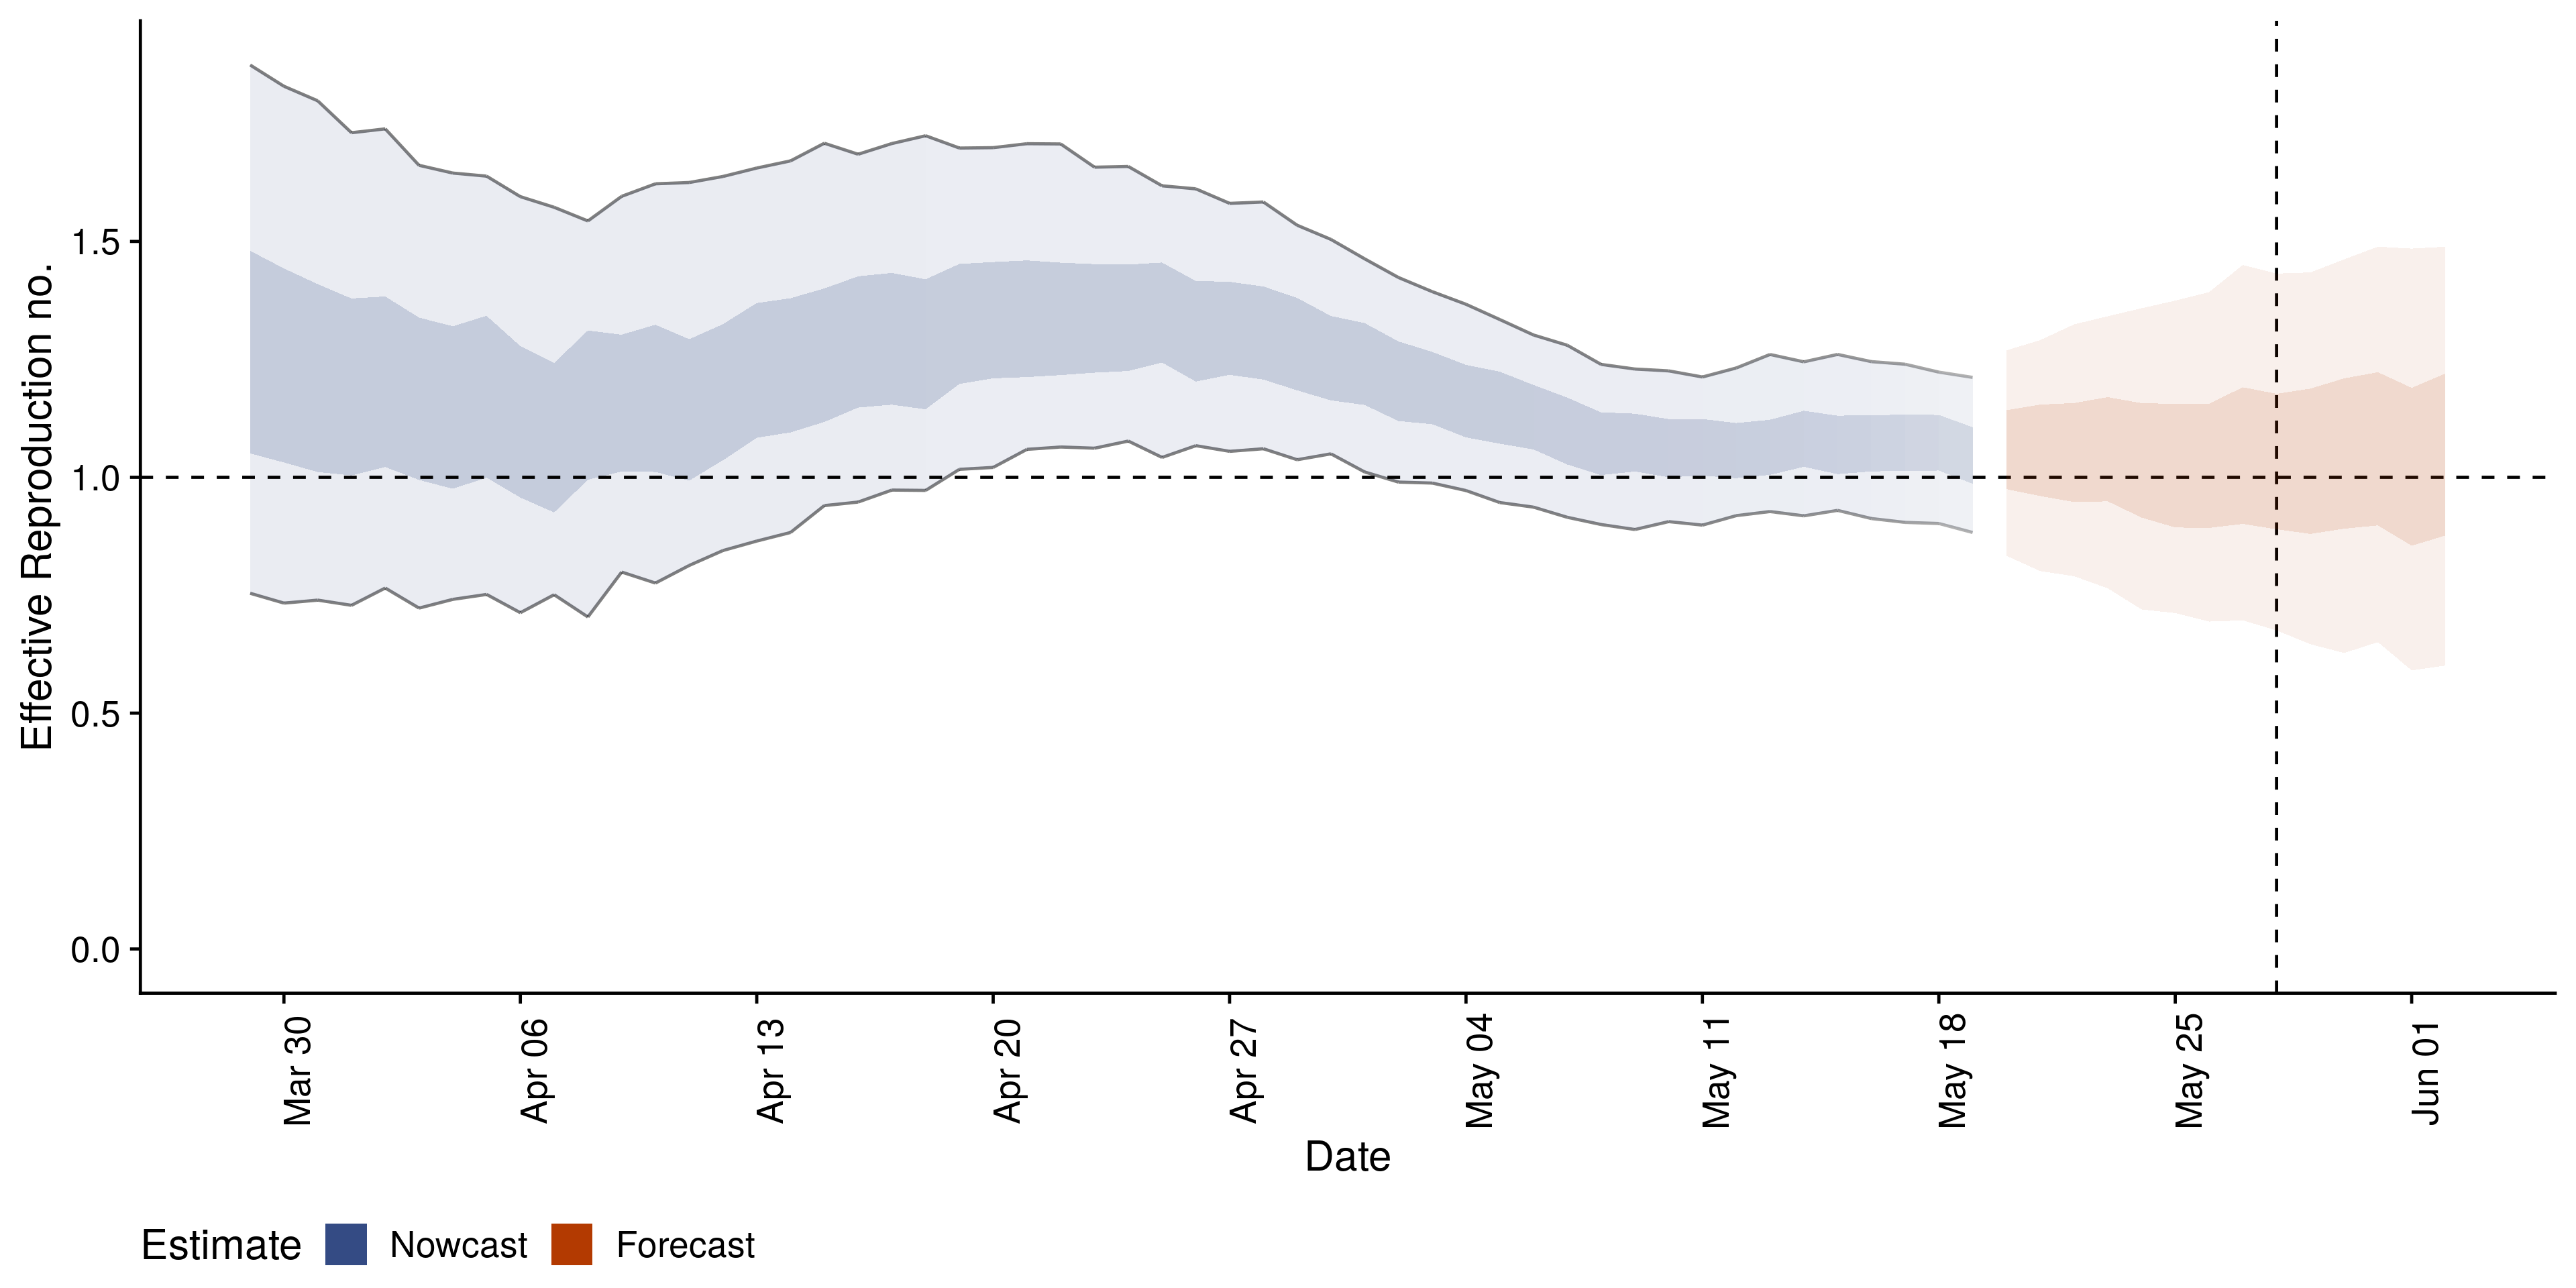 Effective Reproduction no.
1.5
1.0
0.5
0.0
Mar 30
Apr 06
Apr 13
Apr 20
Apr 27
May 04
May 11
May 18
May 25
Jun 01
Date
Estimate Nowcast Forecast